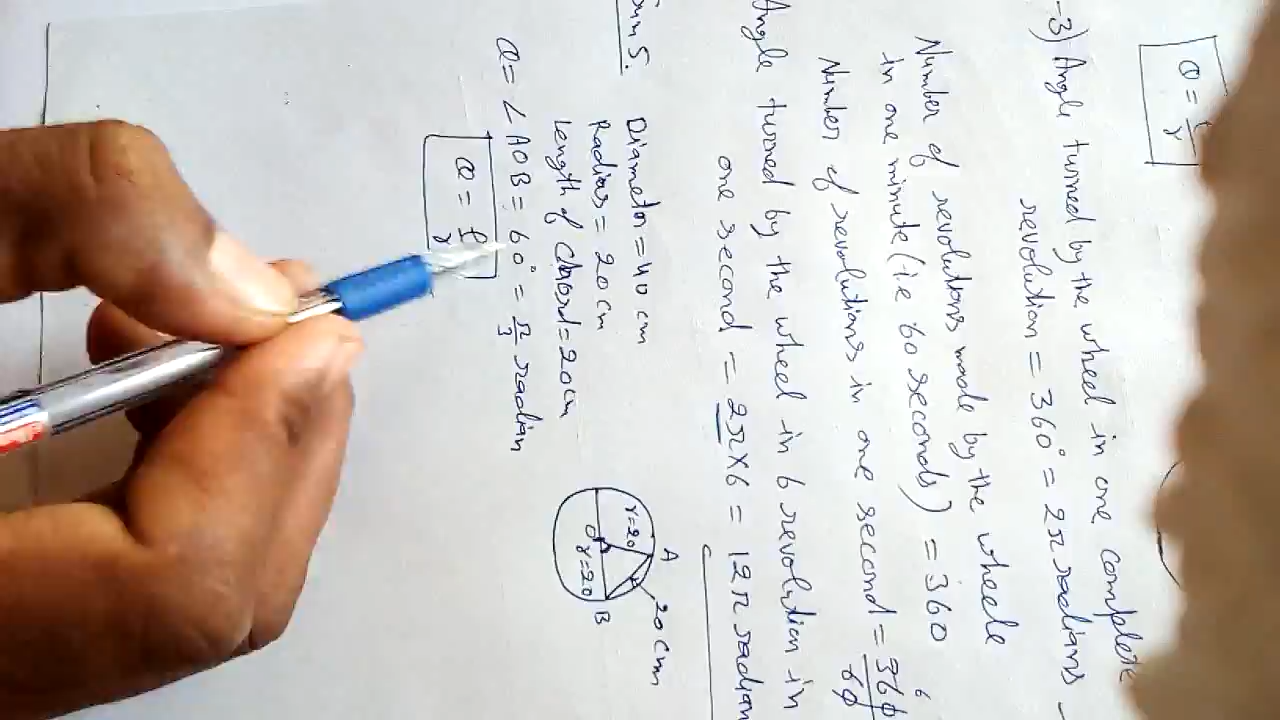 θ = l/r
-3) Angle turned by the wheel in one complete
revolution = 360° = 2π radians -
Number of revolutions made by the wheele
in one minute (ie 60 seconds) = 360
Number of revolutions in one second = 360/60
6
Angle turned by the wheel in 6 revolution in
one second = 2π × 6 = 12π radian
Sum 5.
Diameter = 40 cm
Radius = 20 cm
length of chord = 20 cm
θ = ∠AOB = 60° = π/3 radian
θ = l/r
A
20 cm
r=20
O
r=20
B